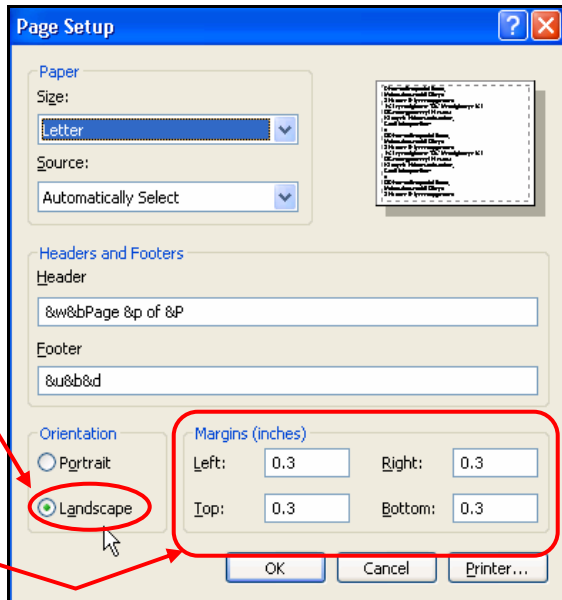 Page Setup
Paper
Size:
Letter
Source:
Automatically Select
Headers and Footers
Header
&w&bPage &p of &P
Footer
&u&b&d
Orientation
Portrait
Landscape
Margins (inches)
Left: 0.3 Right: 0.3
Top: 0.3 Bottom: 0.3
OK Cancel Printer...